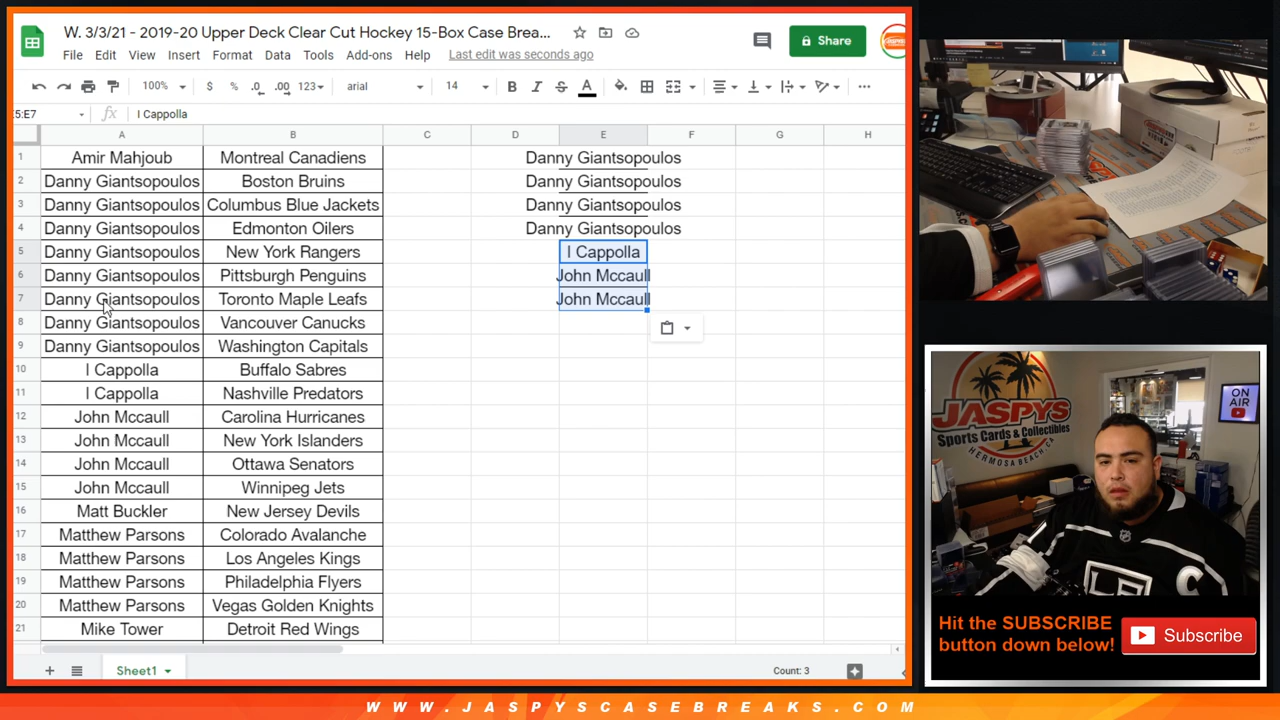 W. 3/3/21 - 2019-20 Upper Deck Clear Cut Hockey 15-Box Case Brea...
File Edit View Insert Format Data Tools Add-ons Help Last edit was seconds ago
Share
100% $ % .0 .00 123 arial 14 B I S A
5:E7 fx I Cappolla
A B C D E F G H
1 Amir Mahjoub Montreal Canadiens Danny Giantsopoulos
2 Danny Giantsopoulos Boston Bruins Danny Giantsopoulos
3 Danny Giantsopoulos Columbus Blue Jackets Danny Giantsopoulos
4 Danny Giantsopoulos Edmonton Oilers Danny Giantsopoulos
5 Danny Giantsopoulos New York Rangers I Cappolla
6 Danny Giantsopoulos Pittsburgh Penguins John Mccaull
7 Danny Giantsopoulos Toronto Maple Leafs John Mccaull
8 Danny Giantsopoulos Vancouver Canucks
9 Danny Giantsopoulos Washington Capitals
10 I Cappolla Buffalo Sabres
11 I Cappolla Nashville Predators
12 John Mccaull Carolina Hurricanes
13 John Mccaull New York Islanders
14 John Mccaull Ottawa Senators
15 John Mccaull Winnipeg Jets
16 Matt Buckler New Jersey Devils
17 Matthew Parsons Colorado Avalanche
18 Matthew Parsons Los Angeles Kings
19 Matthew Parsons Philadelphia Flyers
20 Matthew Parsons Vegas Golden Knights
21 Mike Tower Detroit Red Wings
Sheet1 Count: 3
JASPYS
Sports Cards & Collectibles
HERMOSA BEACH, CA
ON
AIR
LA
C
Hit the SUBSCRIBE
button down below!
Subscribe
WWW.JASPYSCASEBREAKS.COM